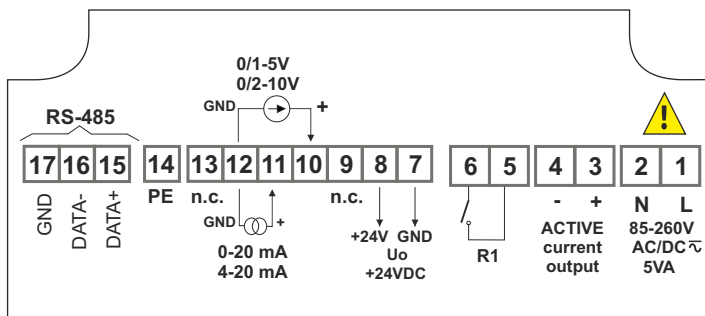 0/1-5V
0/2-10V
GND +
RS-485
17 16 15 14 13 12 11 10 9 8 7 6 5 4 3 2 1
GND DATA- DATA+ PE n.c. GND + n.c. +24V GND R1 - + N L
0-20 mA
4-20 mA
Uo
+24VDC
ACTIVE
current
output
85-260V
AC/DC
5VA